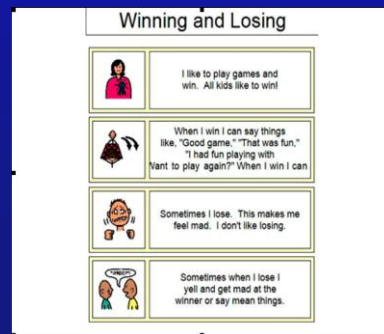 Winning and Losing
I like to play games and
win. All kids like to win!
When I win I can say things
like, "Good game," "That was fun,"
"I had fun playing with
Want to play again?" When I win I can
Sometimes I lose. This makes me
feel mad. I don't like losing.
Sometimes when I lose I
yell and get mad at the
winner or say mean things.